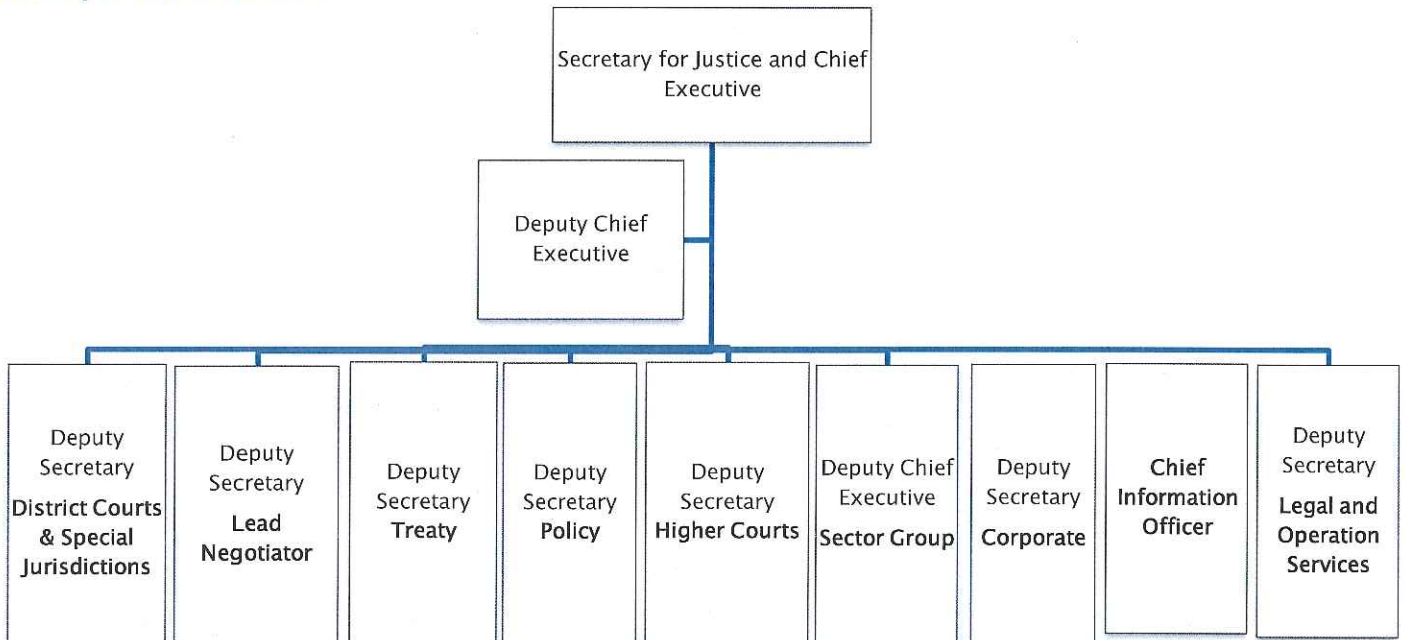 Secretary for Justice and Chief
Executive
Deputy Chief
Executive
Deputy
Secretary
District Courts
& Special
Jurisdictions
Deputy
Secretary
Lead
Negotiator
Deputy
Secretary
Treaty
Deputy
Secretary
Policy
Deputy
Secretary
Higher Courts
Deputy Chief
Executive
Sector Group
Deputy
Secretary
Corporate
Chief
Information
Officer
Deputy
Secretary
Legal and
Operation
Services